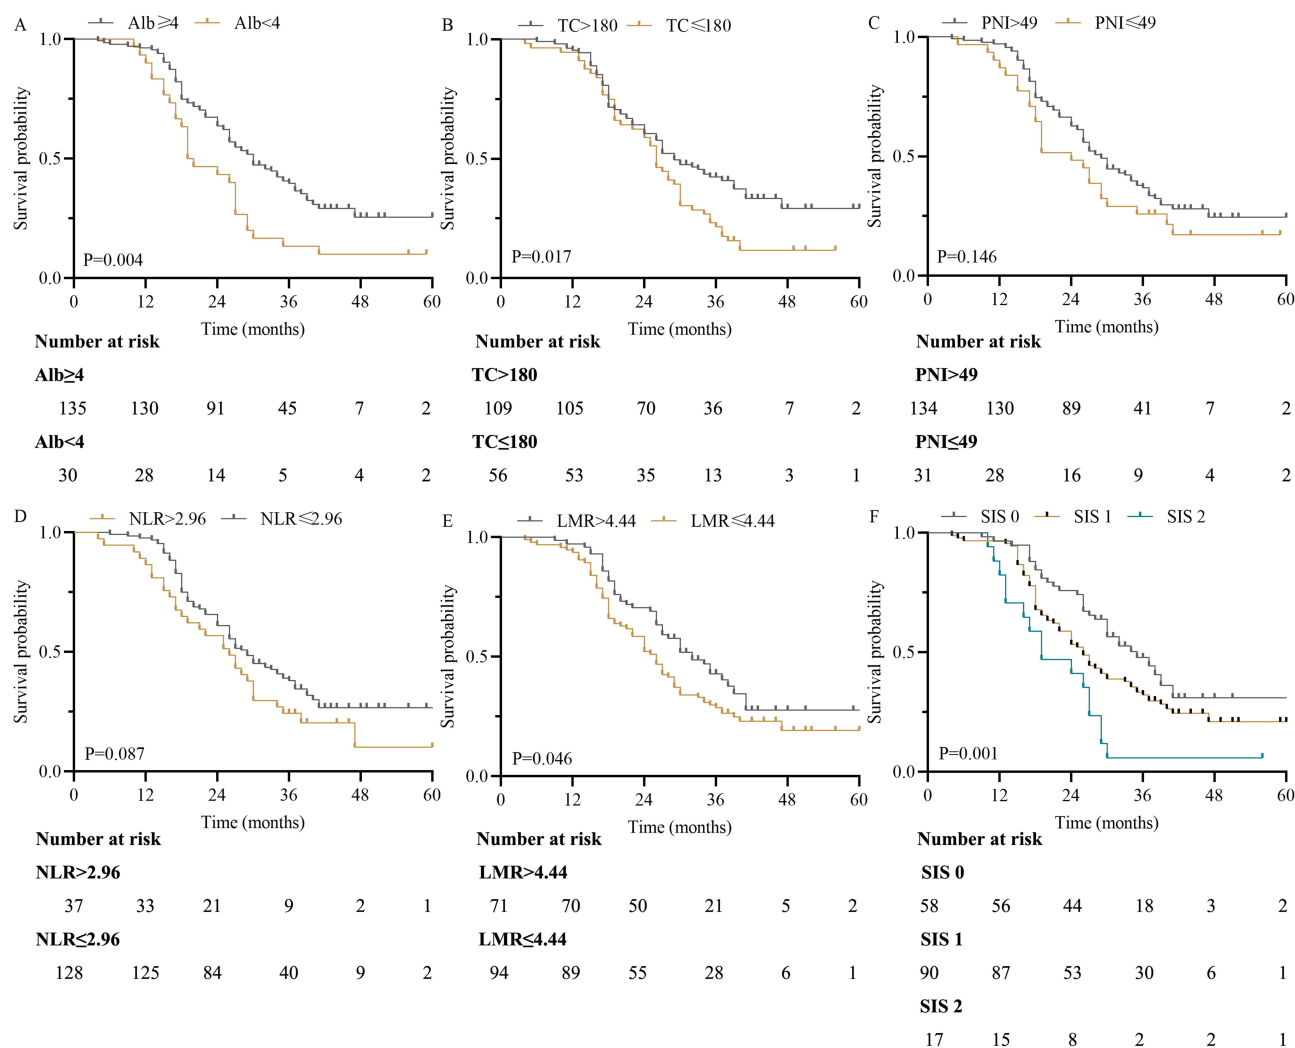 A
Alb⩾4 Alb<4
Survival probability
1.0
0.5
0.0
P=0.004
0 12 24 36 48 60
Time (months)
Number at risk
Alb≥4
135 130 91 45 7 2
Alb<4
30 28 14 5 4 2
B
TC>180 TC⩽180
Survival probability
1.0
0.5
0.0
P=0.017
0 12 24 36 48 60
Time (months)
Number at risk
TC>180
109 105 70 36 7 2
TC≤180
56 53 35 13 3 1
C
PNI>49 PNI⩽49
Survival probability
1.0
0.5
0.0
P=0.146
0 12 24 36 48 60
Time (months)
Number at risk
PNI>49
134 130 89 41 7 2
PNI≤49
31 28 16 9 4 2
D
NLR>2.96 NLR⩽2.96
Survival probability
1.0
0.5
0.0
P=0.087
0 12 24 36 48 60
Time (months)
Number at risk
NLR>2.96
37 33 21 9 2 1
NLR≤2.96
128 125 84 40 9 2
E
LMR>4.44 LMR⩽4.44
Survival probability
1.0
0.5
0.0
P=0.046
0 12 24 36 48 60
Time (months)
Number at risk
LMR>4.44
71 70 50 21 5 2
LMR≤4.44
94 89 55 28 6 1
F
SIS 0 SIS 1 SIS 2
Survival probability
1.0
0.5
0.0
P=0.001
0 12 24 36 48 60
Time (months)
Number at risk
SIS 0
58 56 44 18 3 2
SIS 1
90 87 53 30 6 1
SIS 2
17 15 8 2 2 1